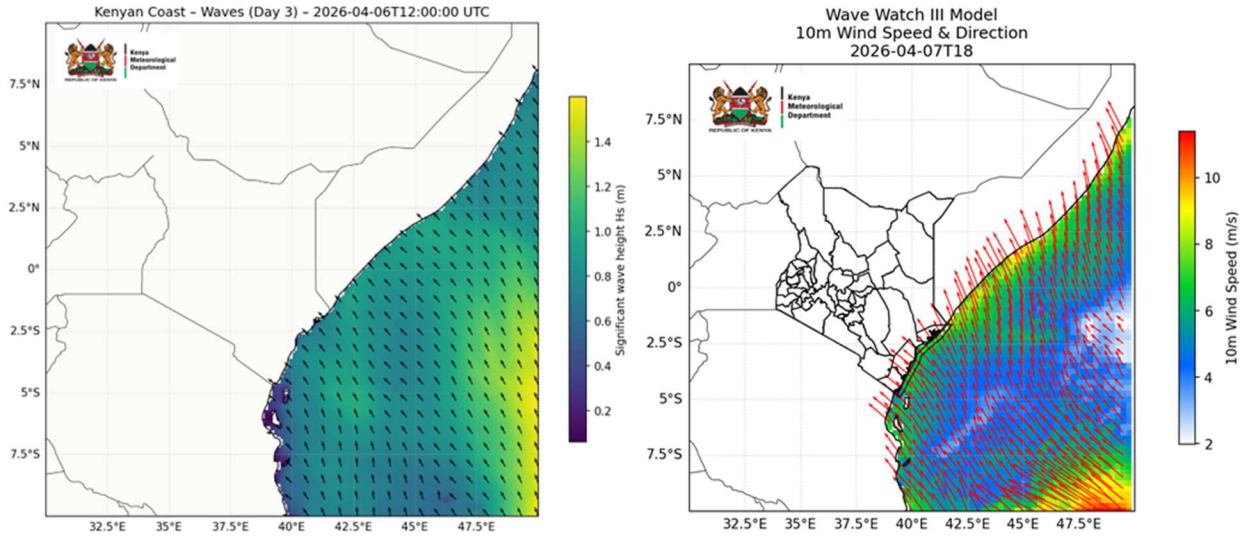 Kenyan Coast – Waves (Day 3) – 2026-04-06T12:00:00 UTC
Kenya
Meteorological
Department
REPUBLIC OF KENYA
7.5°N
5°N
2.5°N
0°
2.5°S
5°S
7.5°S
32.5°E
35°E
37.5°E
40°E
42.5°E
45°E
47.5°E
1.4
1.2
1.0
0.8
0.6
0.4
0.2
Significant wave height Hs (m)
Wave Watch III Model
10m Wind Speed & Direction
2026-04-07T18
Kenya
Meteorological
Department
REPUBLIC OF KENYA
7.5°N
5°N
2.5°N
0°
2.5°S
5°S
7.5°S
32.5°E
35°E
37.5°E
40°E
42.5°E
45°E
47.5°E
10
8
6
4
2
10m Wind Speed (m/s)